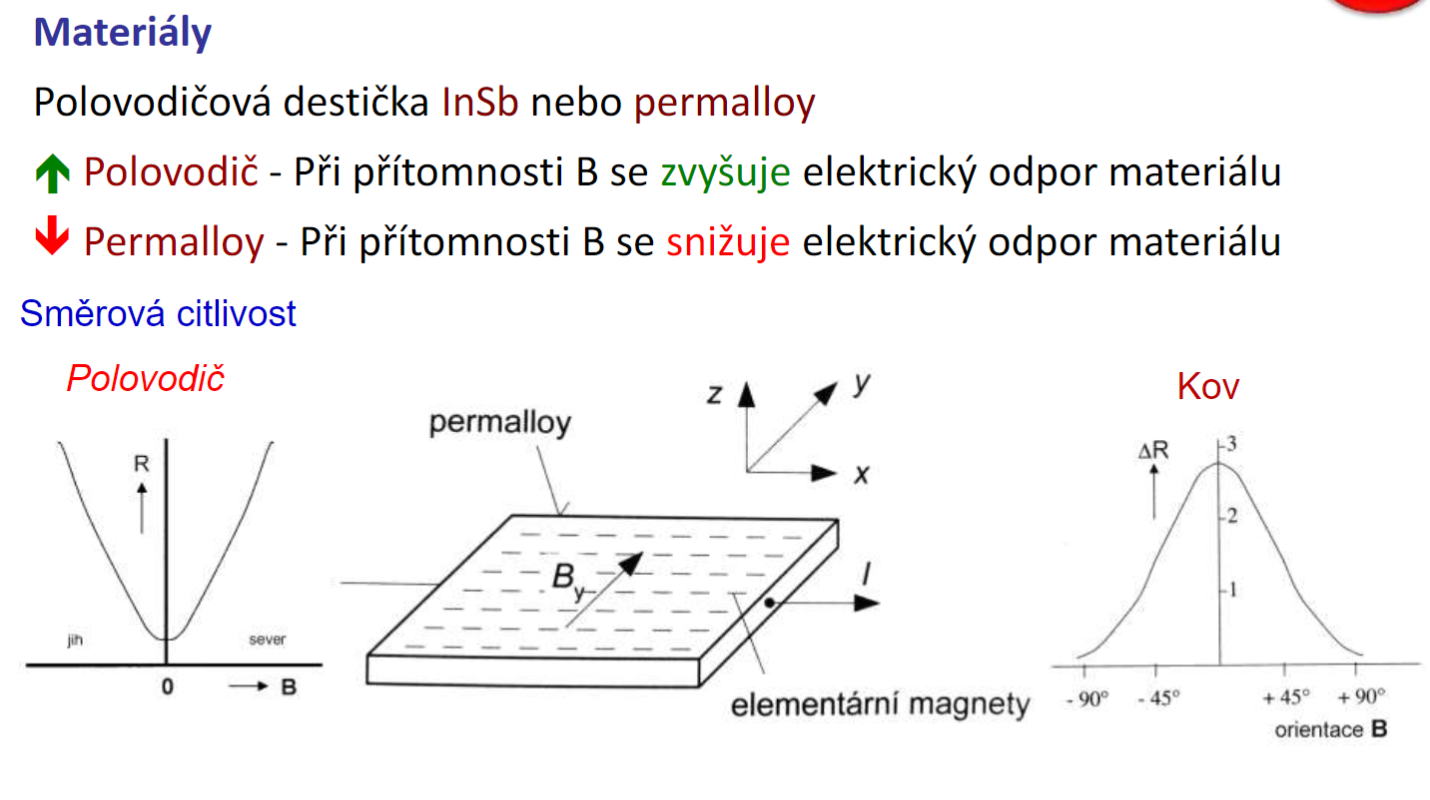 Materiály
Polovodičová destička InSb nebo permalloy
Polovodič - Při přítomnosti B se zvyšuje elektrický odpor materiálu
Permalloy - Při přítomnosti B se snižuje elektrický odpor materiálu
Směrová citlivost
Polovodič
R
jih
sever
0
B
permalloy
z
y
x
By
I
elementární magnety
Kov
ΔR
3
2
1
- 90° - 45° + 45° + 90°
orientace B